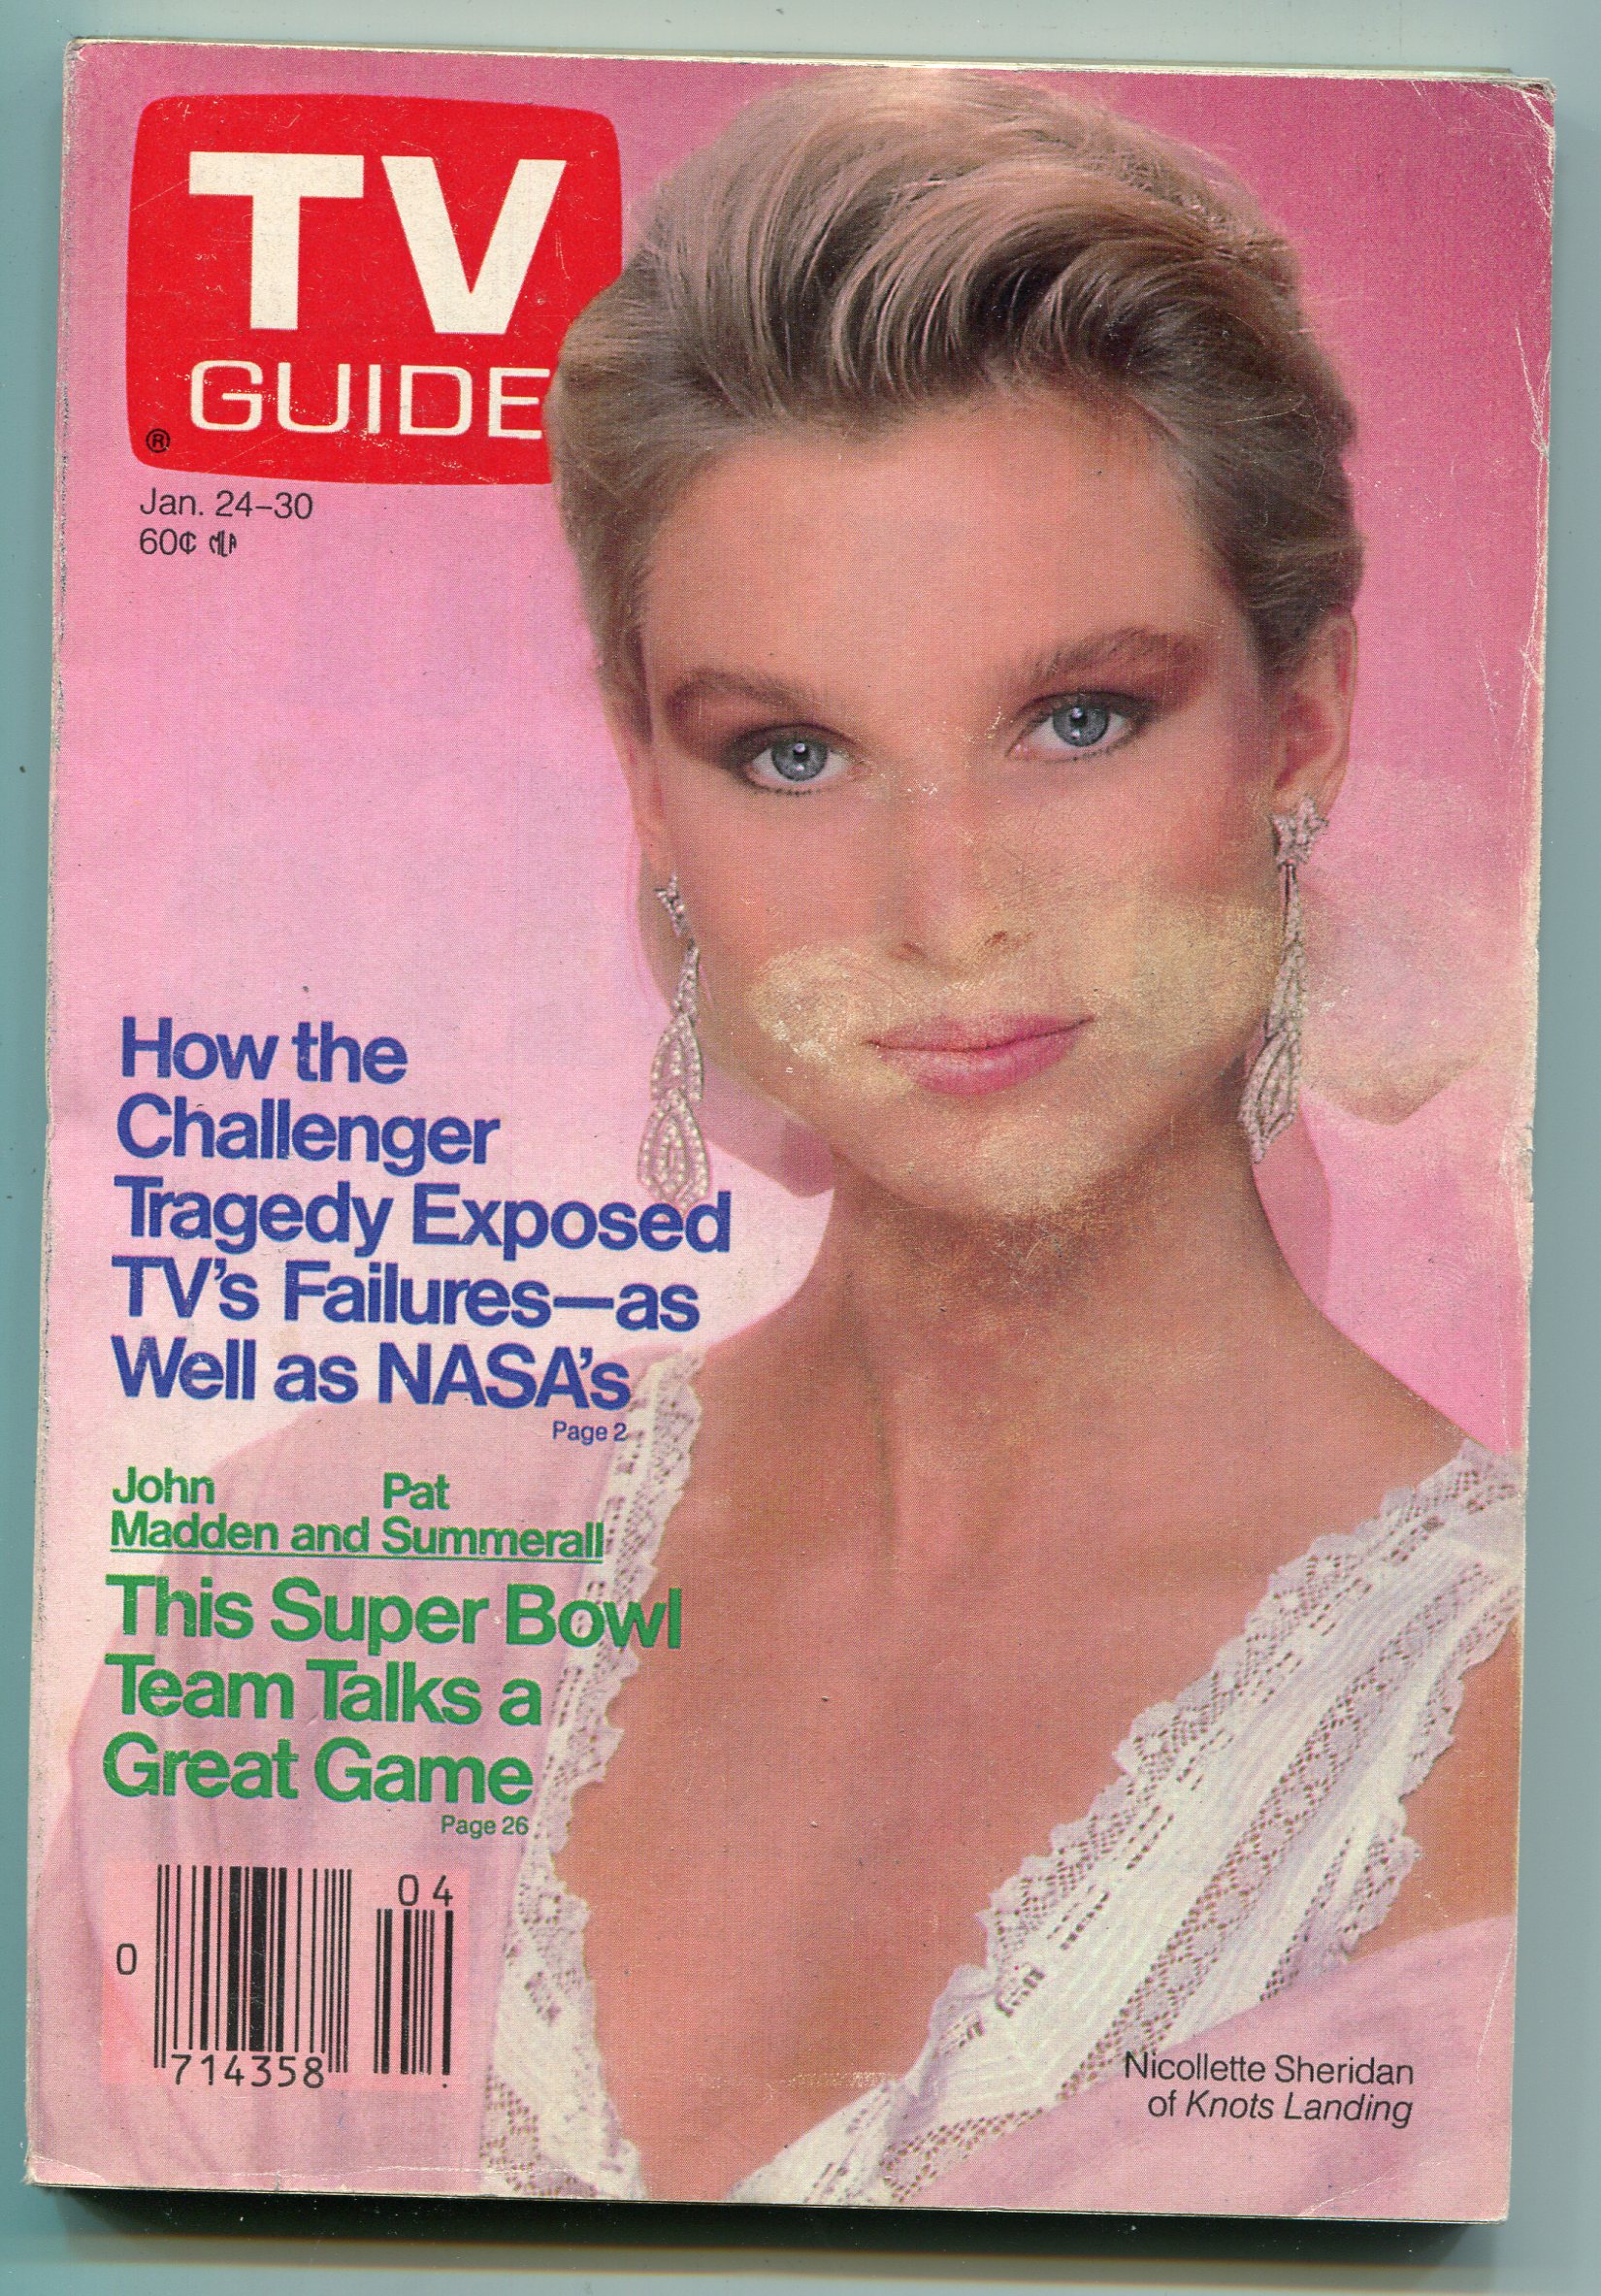 TV
GUIDE
®
Jan. 24–30
60¢
How the
Challenger
Tragedy Exposed
TV's Failures—as
Well as NASA's
Page 2
John Pat
Madden and Summerall
This Super Bowl
Team Talks a
Great Game
Page 26
04
0
714358
Nicollette Sheridan
of Knots Landing